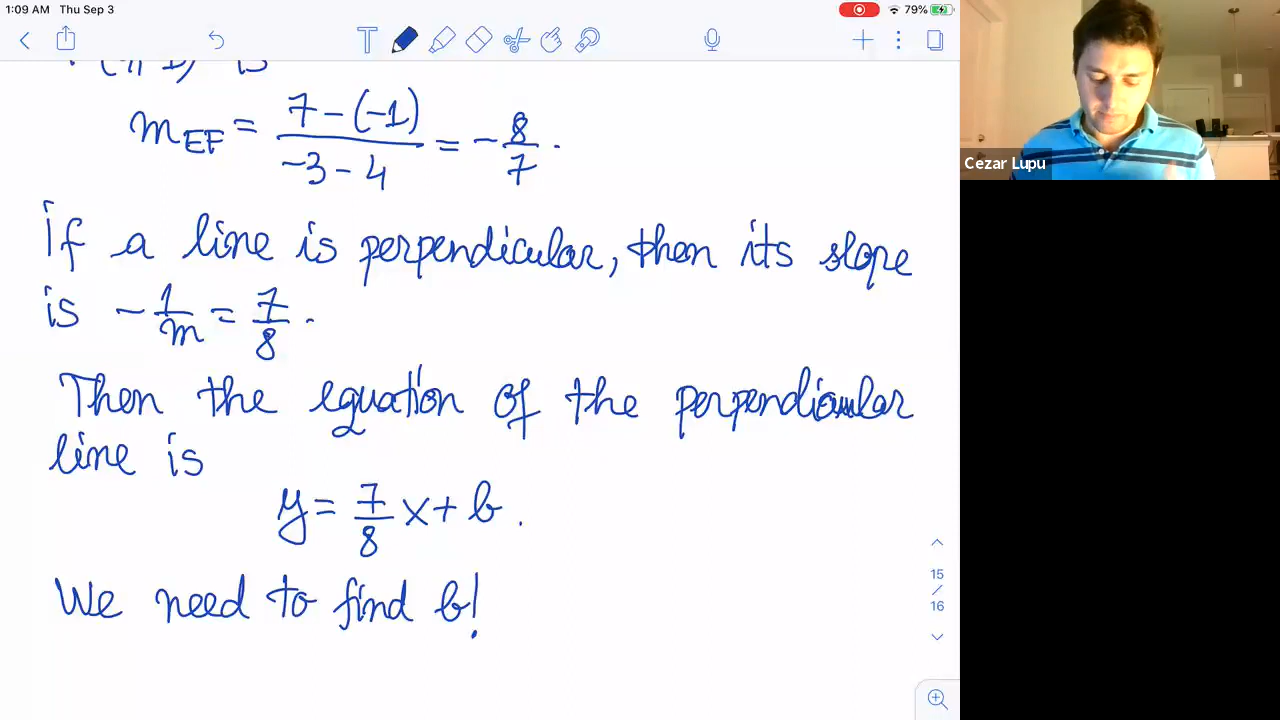 1:09 AM Thu Sep 3
79%
T
is
m_EF = (7-(-1))/(-3-4) = -8/7.
If a line is perpendicular, then its slope
is -1/m = 7/8.
Then the equation of the perpendicular
line is
y = 7/8 x + b.
We need to find b!
15
/
16
Cezar Lupu